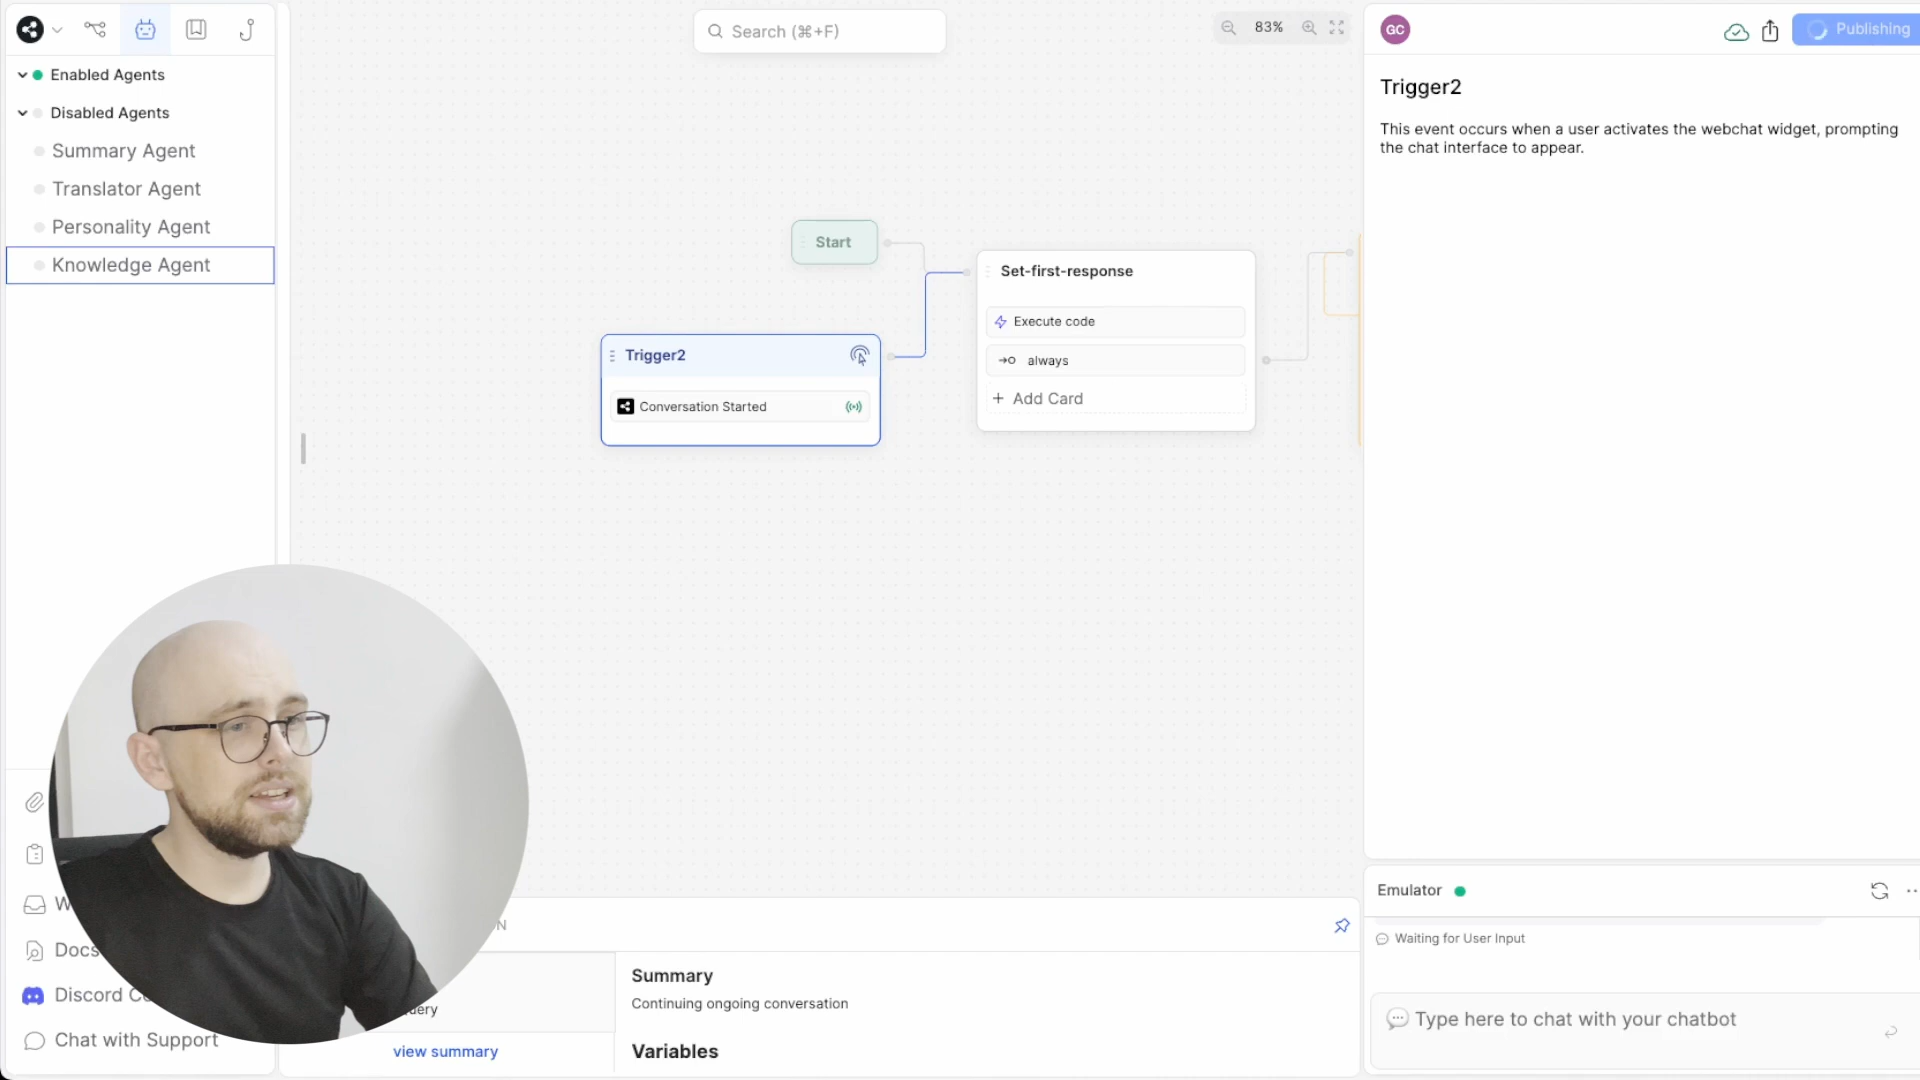 Search (⌘+F)
83%
GC
Publishing
Enabled Agents
Disabled Agents
Summary Agent
Translator Agent
Personality Agent
Knowledge Agent
Trigger2
This event occurs when a user activates the webchat widget, prompting
the chat interface to appear.
Start
Set-first-response
Execute code
always
+ Add Card
Trigger2
Conversation Started
Docs
Discord
Chat with Support
view summary
Summary
Continuing ongoing conversation
Variables
Emulator
Waiting for User Input
Type here to chat with your chatbot